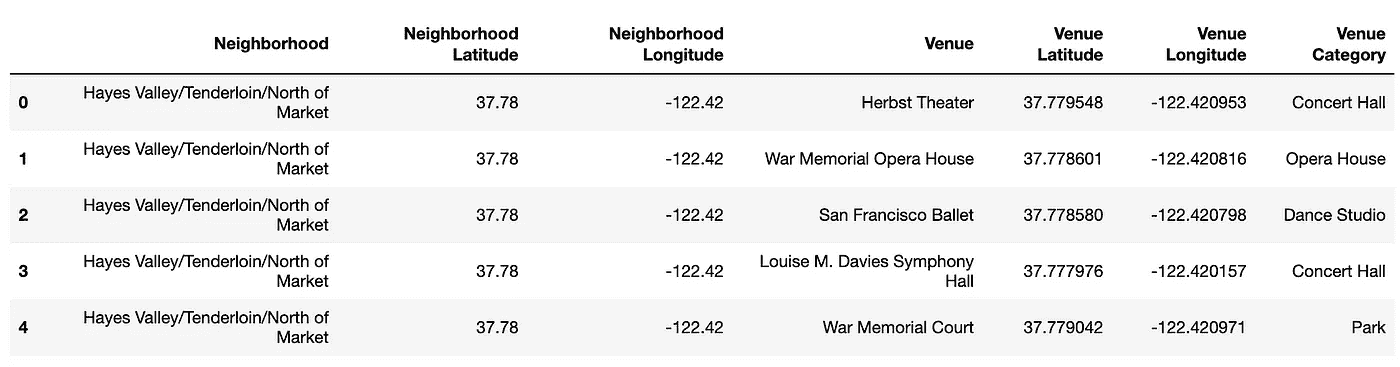 Neighborhood Neighborhood Latitude Neighborhood Longitude Venue Venue Latitude Venue Longitude Venue Category
0 Hayes Valley/Tenderloin/North of Market 37.78 -122.42 Herbst Theater 37.779548 -122.420953 Concert Hall
1 Hayes Valley/Tenderloin/North of Market 37.78 -122.42 War Memorial Opera House 37.778601 -122.420816 Opera House
2 Hayes Valley/Tenderloin/North of Market 37.78 -122.42 San Francisco Ballet 37.778580 -122.420798 Dance Studio
3 Hayes Valley/Tenderloin/North of Market 37.78 -122.42 Louise M. Davies Symphony Hall 37.777976 -122.420157 Concert Hall
4 Hayes Valley/Tenderloin/North of Market 37.78 -122.42 War Memorial Court 37.779042 -122.420971 Park